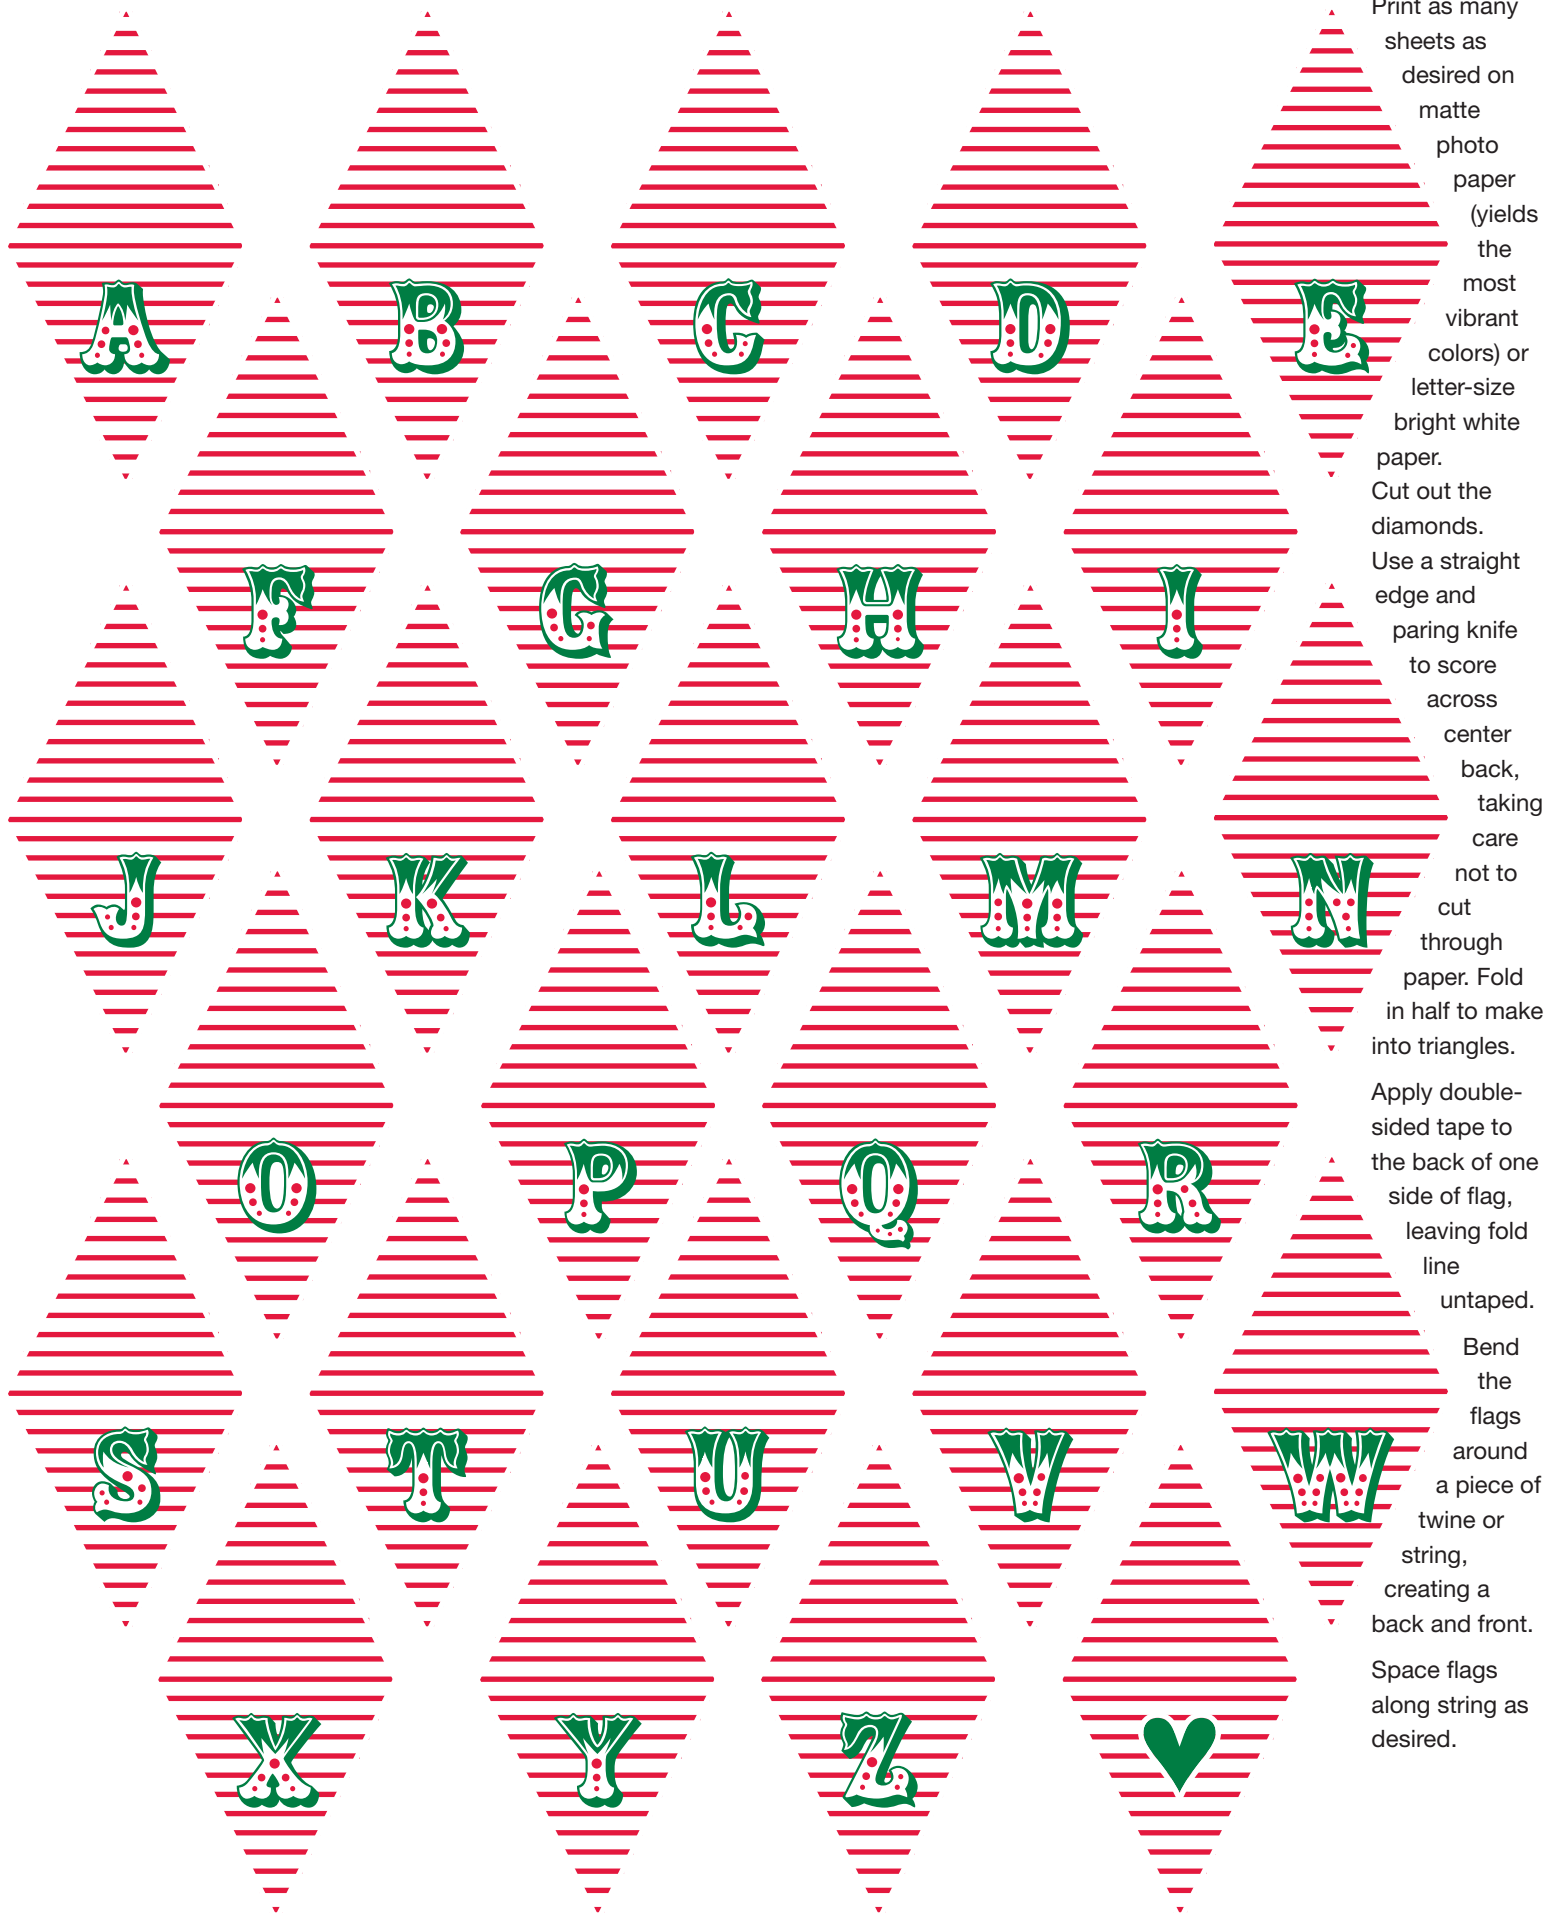 A B C D E
F G H I
J K L M N
O P Q R
S T U V W
X Y Z
Print as many
sheets as
desired on
matte
photo
paper
(yields
the
most
vibrant
colors) or
letter-size
bright white
paper.
Cut out the
diamonds.
Use a straight
edge and
paring knife
to score
across
center
back,
taking
care
not to
cut
through
paper. Fold
in half to make
into triangles.
Apply double-
sided tape to
the back of one
side of flag,
leaving fold
line
untaped.
Bend
the
flags
around
a piece of
twine or
string,
creating a
back and front.
Space flags
along string as
desired.